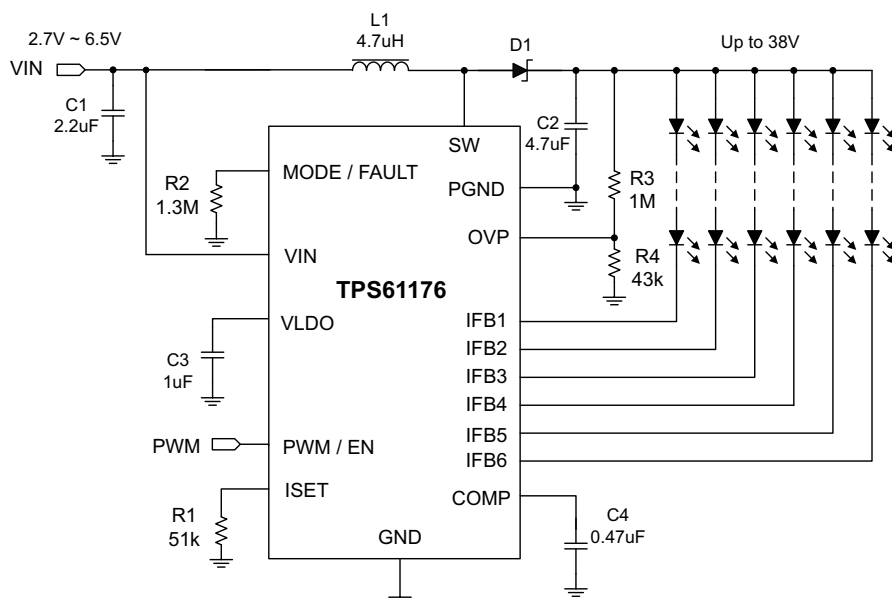 L1
2.7V ~ 6.5V
4.7uH
D1
Up to 38V
VIN
C1
2.2uF
SW
C2
4.7uF
R2
1.3M
MODE / FAULT
PGND
R3
1M
OVP
R4
43k
VIN
TPS61176
VLDO
IFB1
IFB2
C3
1uF
IFB3
IFB4
IFB5
PWM
PWM / EN
IFB6
ISET
COMP
R1
51k
C4
0.47uF
GND